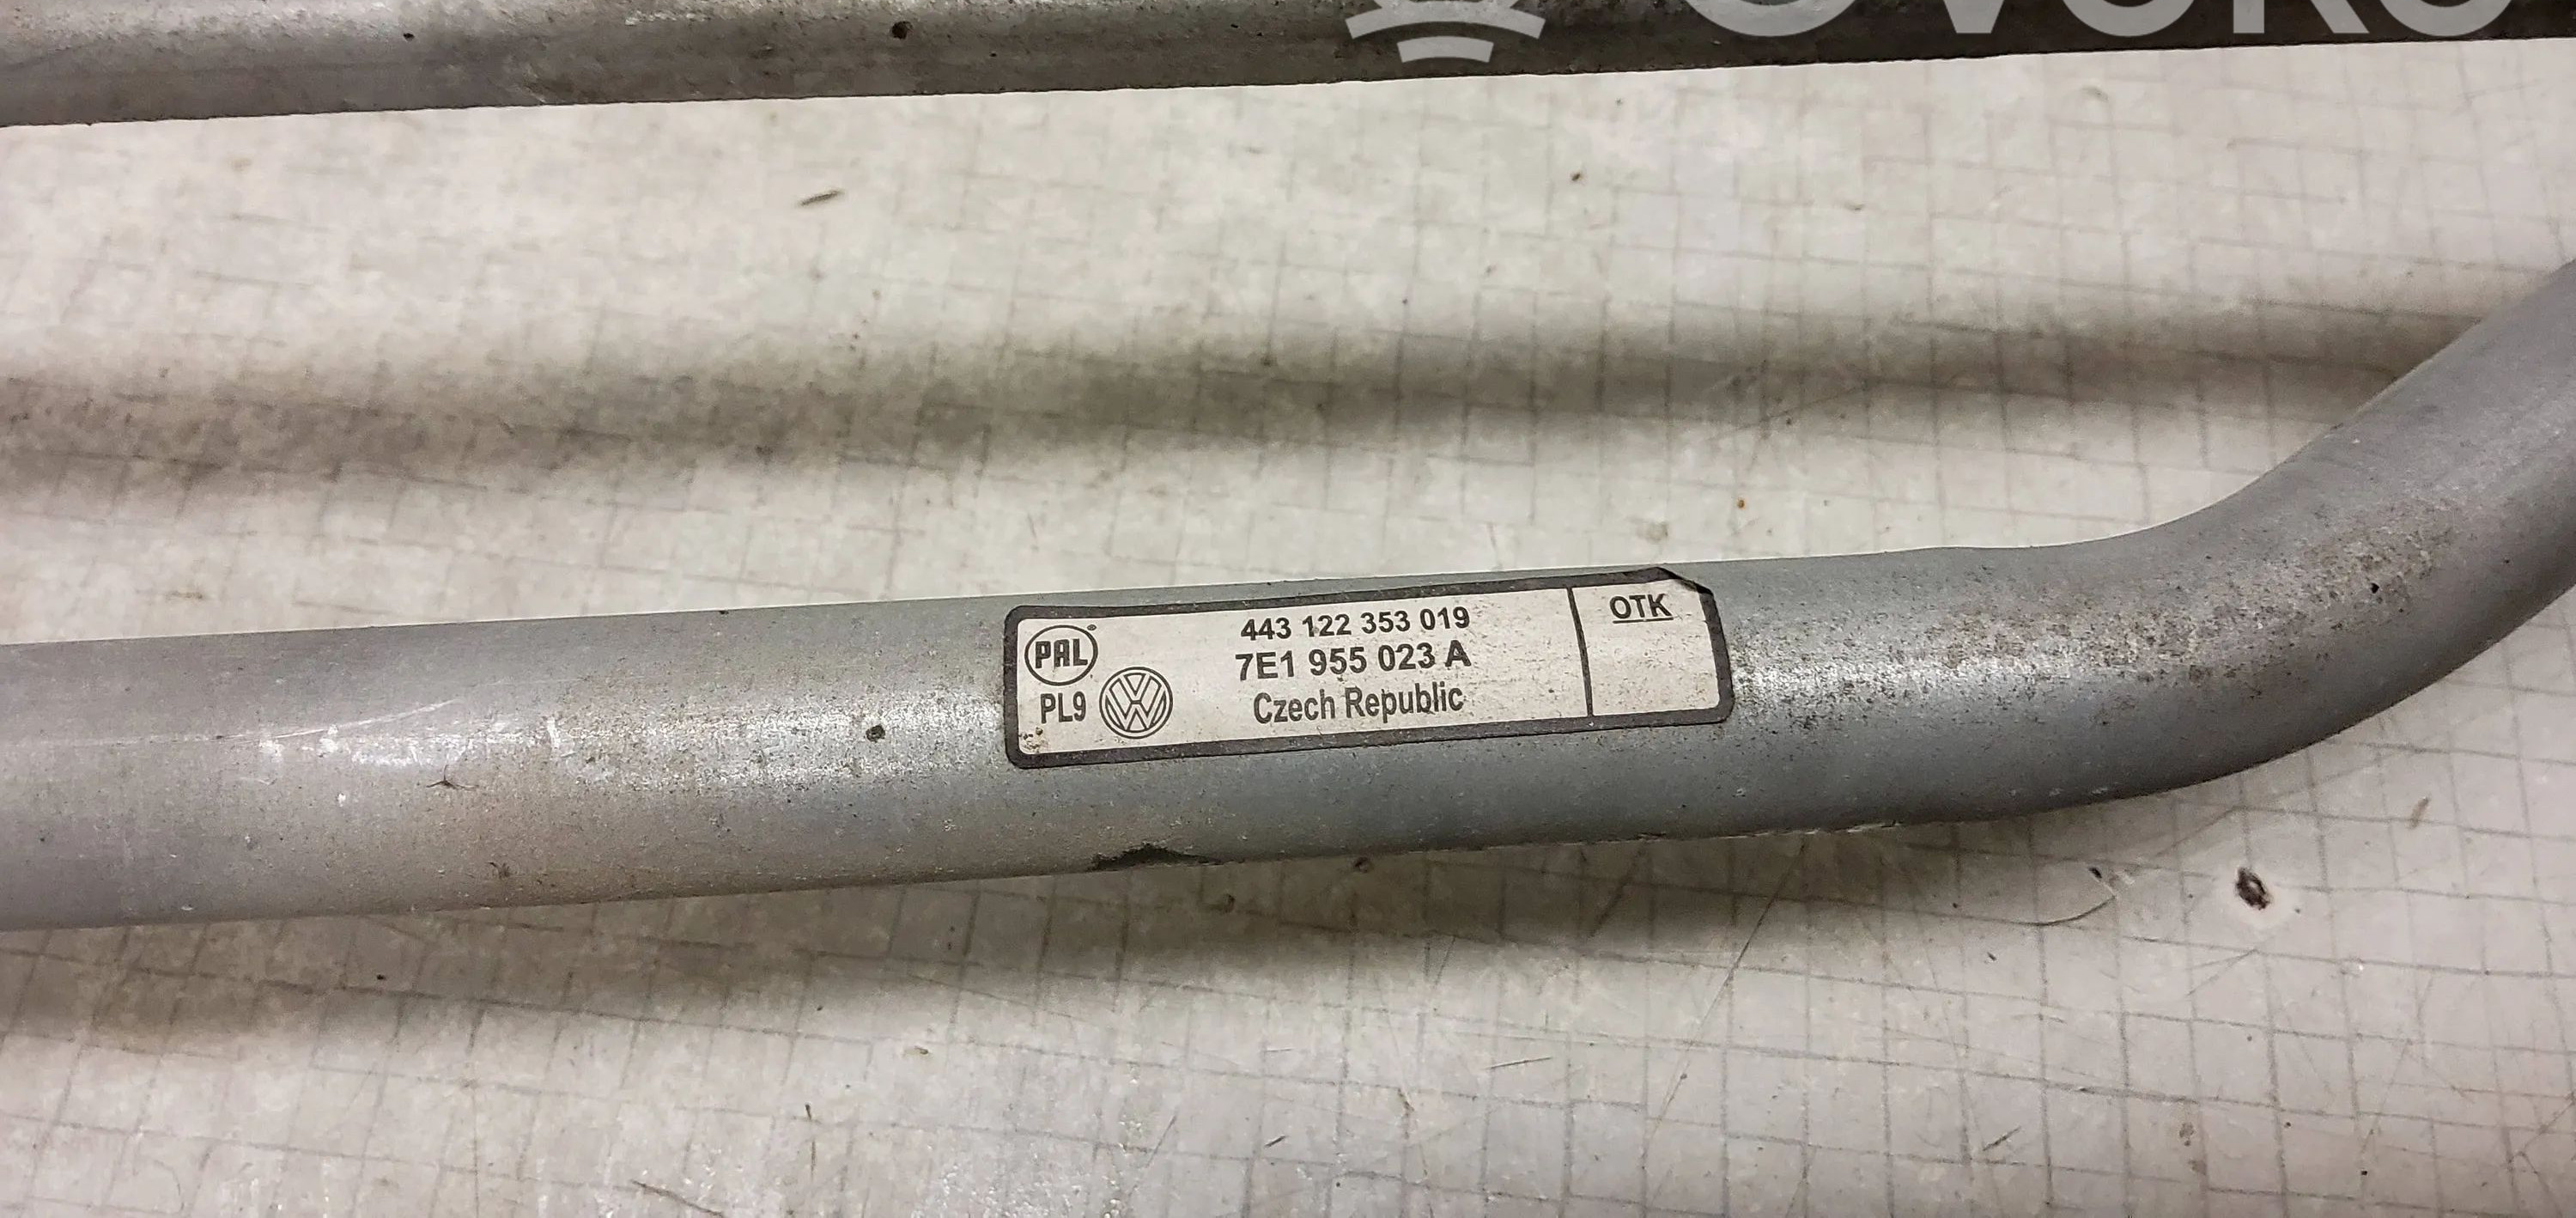 443 122 353 019
OTK
PAL
7E1 955 023 A
PL9
Czech Republic